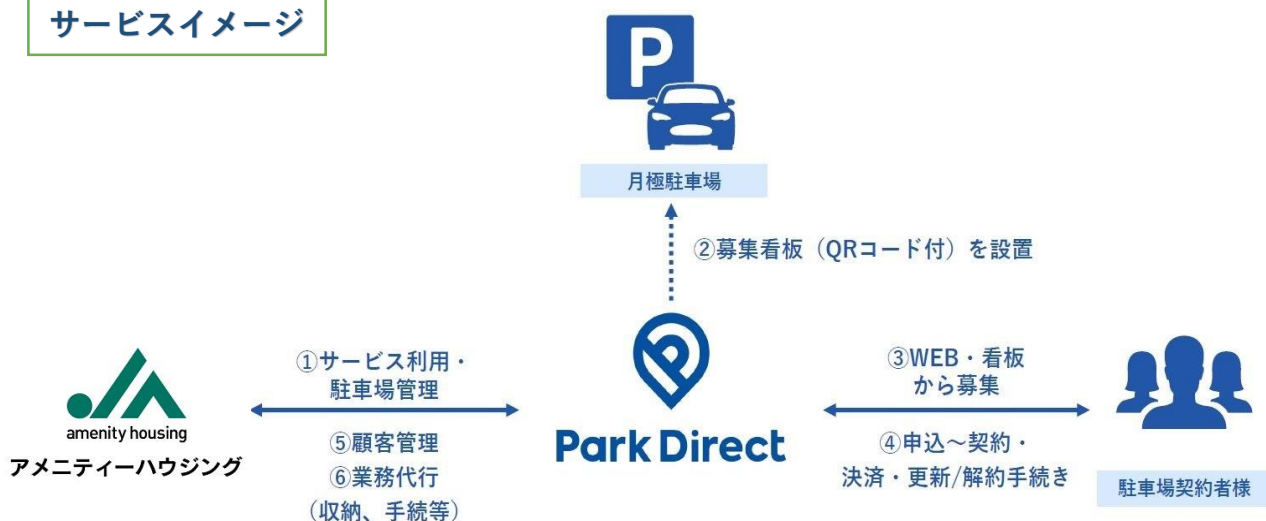 サービスイメージ
P
月極駐車場
②募集看板（QRコード付）を設置
①サービス利用・
駐車場管理
③WEB・看板
から募集
amenity housing
アメニティーハウジング
⑤顧客管理
⑥業務代行
（収納、手続等）
Park Direct
④申込～契約・
決済・更新/解約手続き
駐車場契約者様